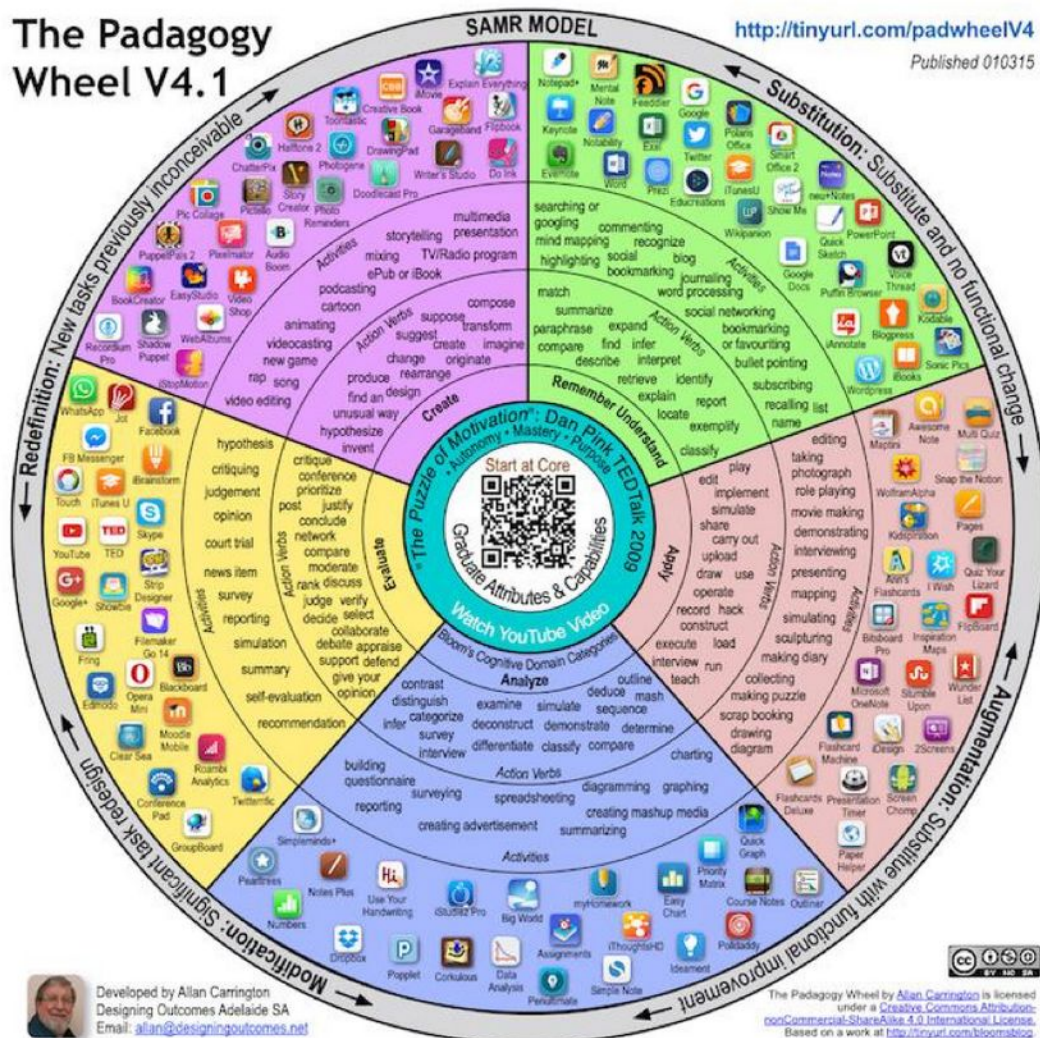 The Padagogy
Wheel V4.1
http://tinyurl.com/padwheelV4
Published 010315
SAMR MODEL
Substitution: Substitute and no functional change
Augmentation: Substitue with functional improvement
Modification: Significant task redesign
Redefinition: New tasks previously inconceivable
"The Puzzle of Motivation": Dan Pink TEDTalk 2009
Autonomy • Mastery • Purpose
Start at Core
Graduate Attributes & Capabilities
Watch YouTube Video
Bloom's Cognitive Domain Categories
Explain Everything
iMovie
Creative Book
Toontastic
Garageband
Flipbook
Halftone 2
DrawingPad
Photogene
ChatterPix
Writer's Studio
Do Ink
Doodlecast Pro
Story Creator
Pictello
Photo Reminders
Pic Collage
Audio Boom
Pixelmator
PuppetPals 2
Video Shop
EasyStudio
BookCreator
WebAlbums
Shadow Puppet
Recordium Pro
iStopMotion
Activities
multimedia presentation
storytelling
mixing
TV/Radio program
ePub or iBook
podcasting
cartoon
animating
videocasting
new game
rap
song
video editing
Action Verbs
compose
suppose
transform
suggest
create
imagine
change
originate
rearrange
produce
design
find an unusual way
hypothesize
invent
Create
Notepad+
Mental Note
Feeddler
Google
Keynote
Notability
Exel
Twitter
Polaris Office
Smart Office 2
Evernote
Word
Prezi
Educreations
iTunesU
Show Me
neu•Notes
Wikipanion
Quick Sketch
PowerPoint
Google Docs
Puffin Browser
Voice Thread
iAnnotate
Blogpress
Kodable
Wordpress
iBooks
Sonic Pics
searching or googling
commenting
mind mapping
recognize
highlighting
social bookmarking
blog
journaling
word processing
social networking
bookmarking or favouriting
bullet pointing
subscribing
recalling list
name
Activities
match
summarize
paraphrase
expand
compare
find
infer
describe
interpret
retrieve
identify
explain
report
locate
exemplify
classify
Action Verbs
Remember Understand
Maptini
Awesome Note
Multi Quiz
WolframAlpha
Snap the Notion
Kidspiration
Pages
Ann's Flashcards
I Wish
Quiz Your Lizard
Bitsboard Pro
Inspiration Maps
FlipBoard
Microsoft OneNote
Stumble Upon
Wunder List
Flashcard Machine
iDesign
2Screens
Flashcards Deluxe
Presentation Timer
Screen Chomp
Paper Helper
editing
taking photograph
role playing
movie making
demonstrating
interviewing
presenting
mapping
simulating
sculpturing
making diary
collecting
making puzzle
scrap booking
drawing
diagram
Activities
edit
play
implement
simulate
share
carry out
upload
draw
use
operate
record
hack
construct
execute
load
interview
run
teach
Action Verbs
Apply
Analyze
contrast
outline
distinguish
examine
simulate
deduce
mash
sequence
infer
categorize
survey
deconstruct
demonstrate
determine
interview
differentiate
classify
compare
Action Verbs
charting
building questionnaire
surveying
spreadsheeting
diagramming
graphing
reporting
creating advertisement
creating mashup media
summarizing
Activities
Simpleminds+
Pearltrees
Notes Plus
Use Your Handwriting
iStudiez Pro
Big World
myHomework
Easy Chart
Priority Matrix
Quick Graph
Course Notes
Outliner
Numbers
Dropbox
Popplet
Corkulous
Data Analysis
Assignments
iThoughtsHD
Ideament
Polldaddy
Penultimate
Simple Note
WhatsApp
Jot
Facebook
FB Messenger
iBrainstorm
Touch
iTunes U
Skype
YouTube
TED
Strip Designer
Google+
Showbie
Filemaker Go 14
Fring
Opera Mini
Blackboard
Edmodo
Moodle Mobile
Clear Sea
Roambi Analytics
Conference Pad
Twitterrific
GroupBoard
hypothesis
critiquing
judgement
opinion
court trial
news item
survey
reporting
simulation
summary
self-evaluation
recommendation
Activities
critique
conference
prioritize
post
justify
conclude
network
compare
moderate
rank
discuss
judge
verify
decide
select
collaborate
debate
appraise
support
defend
give your opinion
Action Verbs
Evaluate
Developed by Allan Carrington
Designing Outcomes Adelaide SA
Email: allan@designingoutcomes.net
cc
BY NC SA
The Padagogy Wheel by Allan Carrington is licensed
under a Creative Commons Attribution-
nonCommercial-ShareAlike 4.0 International License.
Based on a work at http://tinyurl.com/bloomsblog.